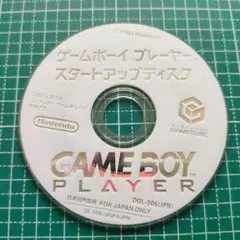 ゲームボーイ プレーヤー
スタートアップディスク
Nintendo
NINTENDO
GAMECUBE
GAME BOY
PLAYER
DOL-006(JPN)
日本国内専用 FOR JAPAN ONLY